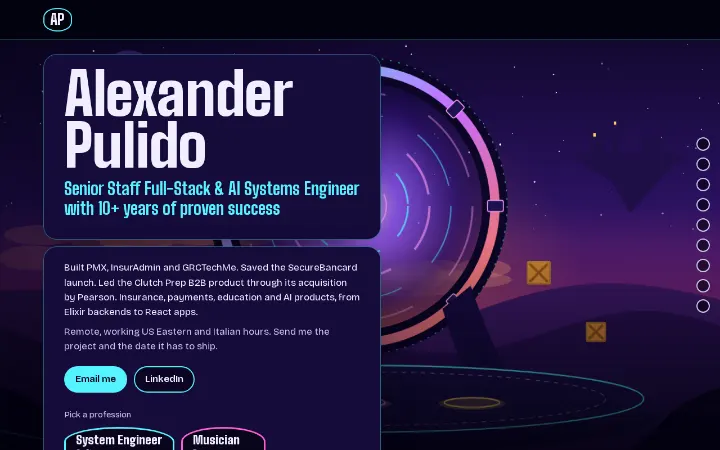 AP
Alexander
Pulido
Senior Staff Full-Stack & AI Systems Engineer
with 10+ years of proven success
Built PMX, InsurAdmin and GRCTechMe. Saved the SecureBancard
launch. Led the Clutch Prep B2B product through its acquisition
by Pearson. Insurance, payments, education and AI products, from
Elixir backends to React apps.
Remote, working US Eastern and Italian hours. Send me the
project and the date it has to ship.
Email me
LinkedIn
Pick a profession
System Engineer
Musician